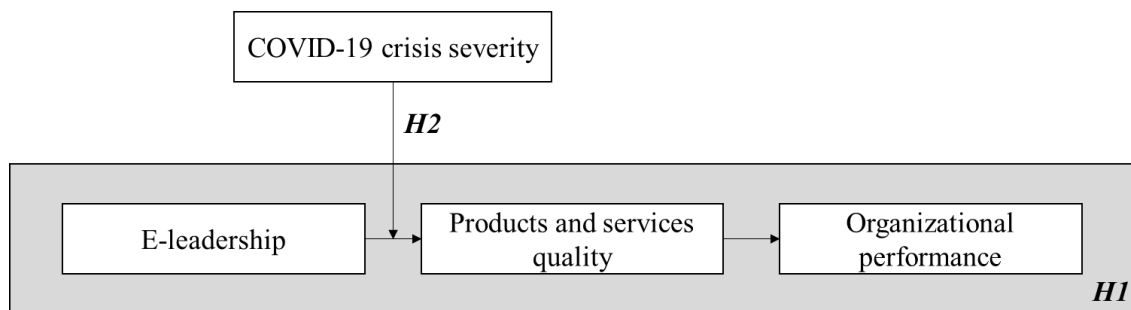 COVID-19 crisis severity
H2
E-leadership
Products and services
quality
Organizational
performance
H1